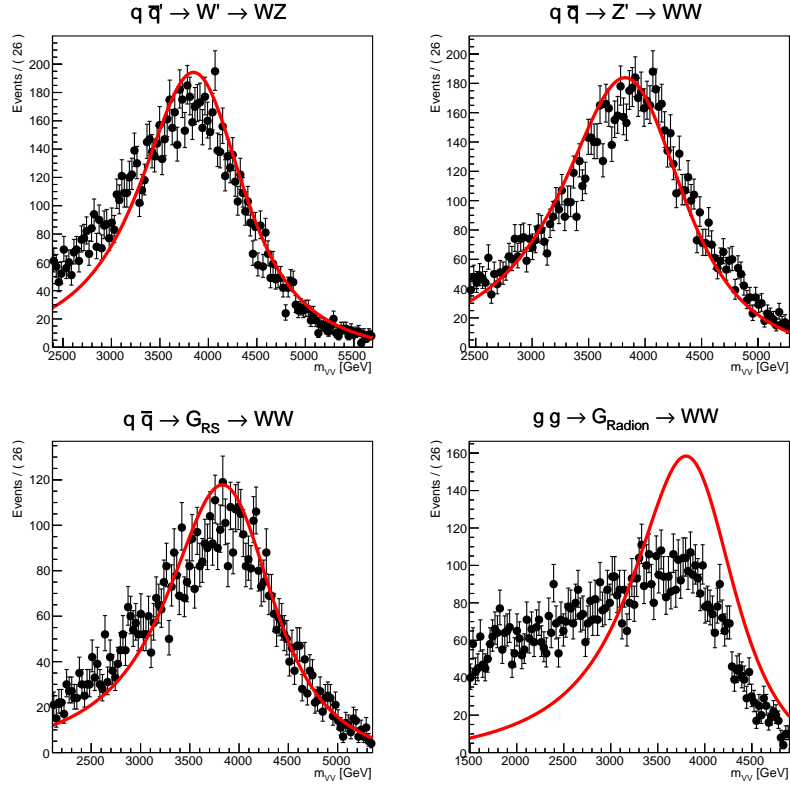 q q̅' → W' → WZ
Events / ( 26 )
200
180
160
140
120
100
80
60
40
20
0
2500 3000 3500 4000 4500 5000 5500
m_VV [GeV]
q q̅ → Z' → WW
Events / ( 26 )
200
180
160
140
120
100
80
60
40
20
0
2500 3000 3500 4000 4500 5000
m_VV [GeV]
q q̅ → G_RS → WW
Events / ( 26 )
120
100
80
60
40
20
0
2500 3000 3500 4000 4500 5000
m_VV [GeV]
g g → G_Radion → WW
Events / ( 26 )
160
140
120
100
80
60
40
20
0
1500 2000 2500 3000 3500 4000 4500
m_VV [GeV]